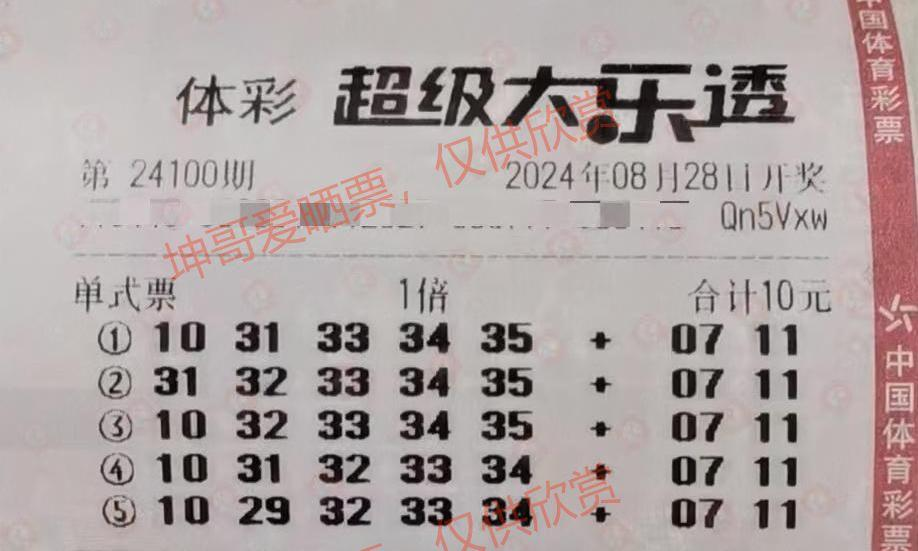 体彩 超级大乐透
第 24100期 2024年08月28日开奖
Qn5Vxw
单式票 1倍 合计10元
① 10 31 33 34 35 + 07 11
② 31 32 33 34 35 + 07 11
③ 10 32 33 34 35 + 07 11
④ 10 31 32 33 34 + 07 11
⑤ 10 29 32 33 34 + 07 11
坤哥爱晒票，仅供欣赏
仅供欣赏
中国体育彩票
中国体育彩票